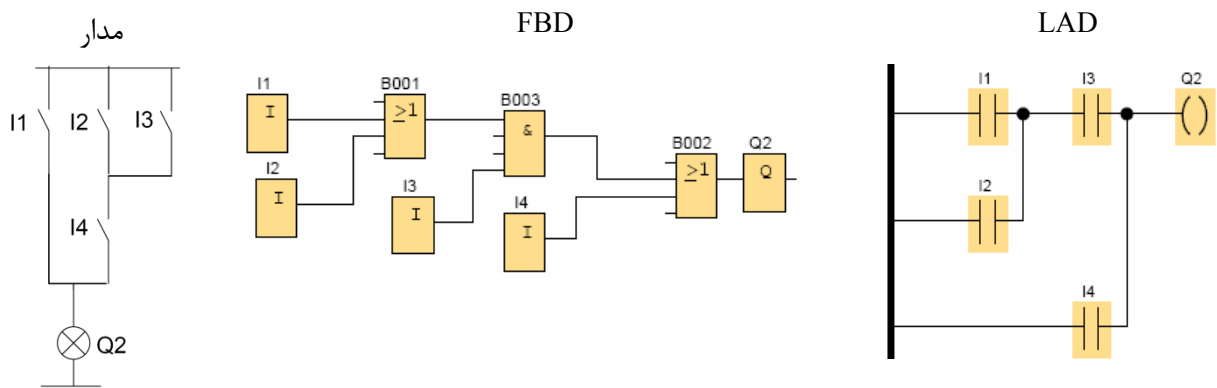 مدار
I1
I2
I3
I4
Q2
FBD
I1
I
B001
≥1
B003
&
I2
I
I3
I
I4
I
B002
≥1
Q2
Q
LAD
I1
I3
Q2
I2
I4